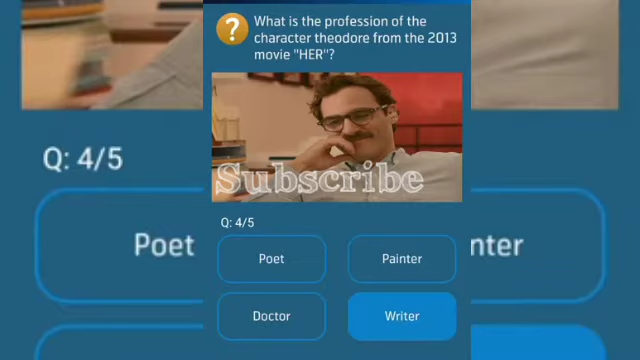 ?
What is the profession of the
character theodore from the 2013
movie "HER"?
Subscribe
Q: 4/5
Poet
Painter
Doctor
Writer
Q: 4/5
Poet
nter